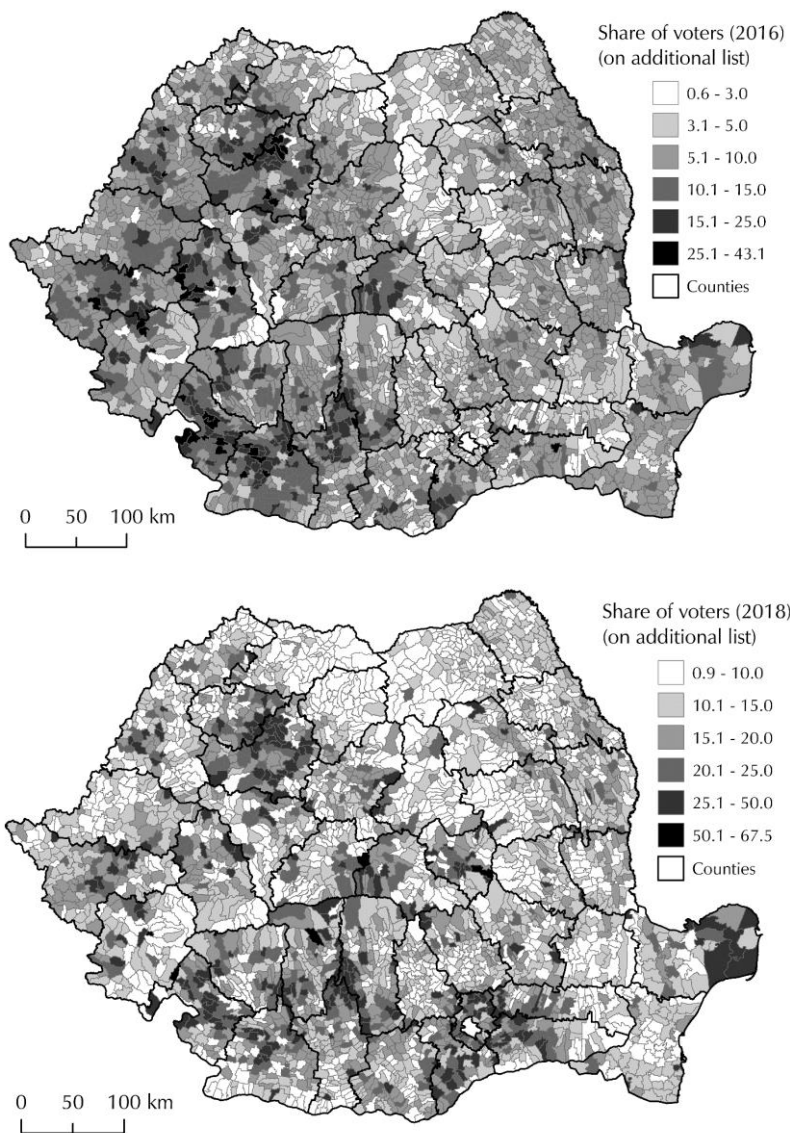 Share of voters (2016)
(on additional list)
0.6 - 3.0
3.1 - 5.0
5.1 - 10.0
10.1 - 15.0
15.1 - 25.0
25.1 - 43.1
Counties
0 50 100 km
Share of voters (2018)
(on additional list)
0.9 - 10.0
10.1 - 15.0
15.1 - 20.0
20.1 - 25.0
25.1 - 50.0
50.1 - 67.5
Counties
0 50 100 km